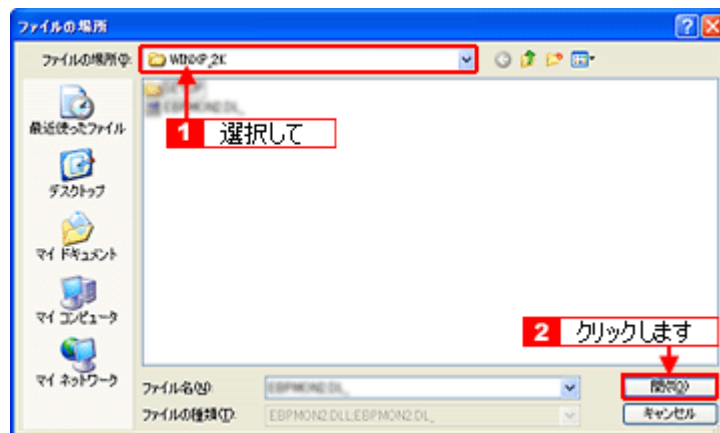 ファイルの場所
ファイルの場所(I):
WINXP_2K
1 選択して
最近使ったファイル
デスクトップ
マイ ドキュメント
マイ コンピュータ
マイ ネットワーク
2 クリックします
ファイル名(N):
開く(O)
ファイルの種類(T):
EBPMON2.DLL;EBPMON2.DL_
キャンセル